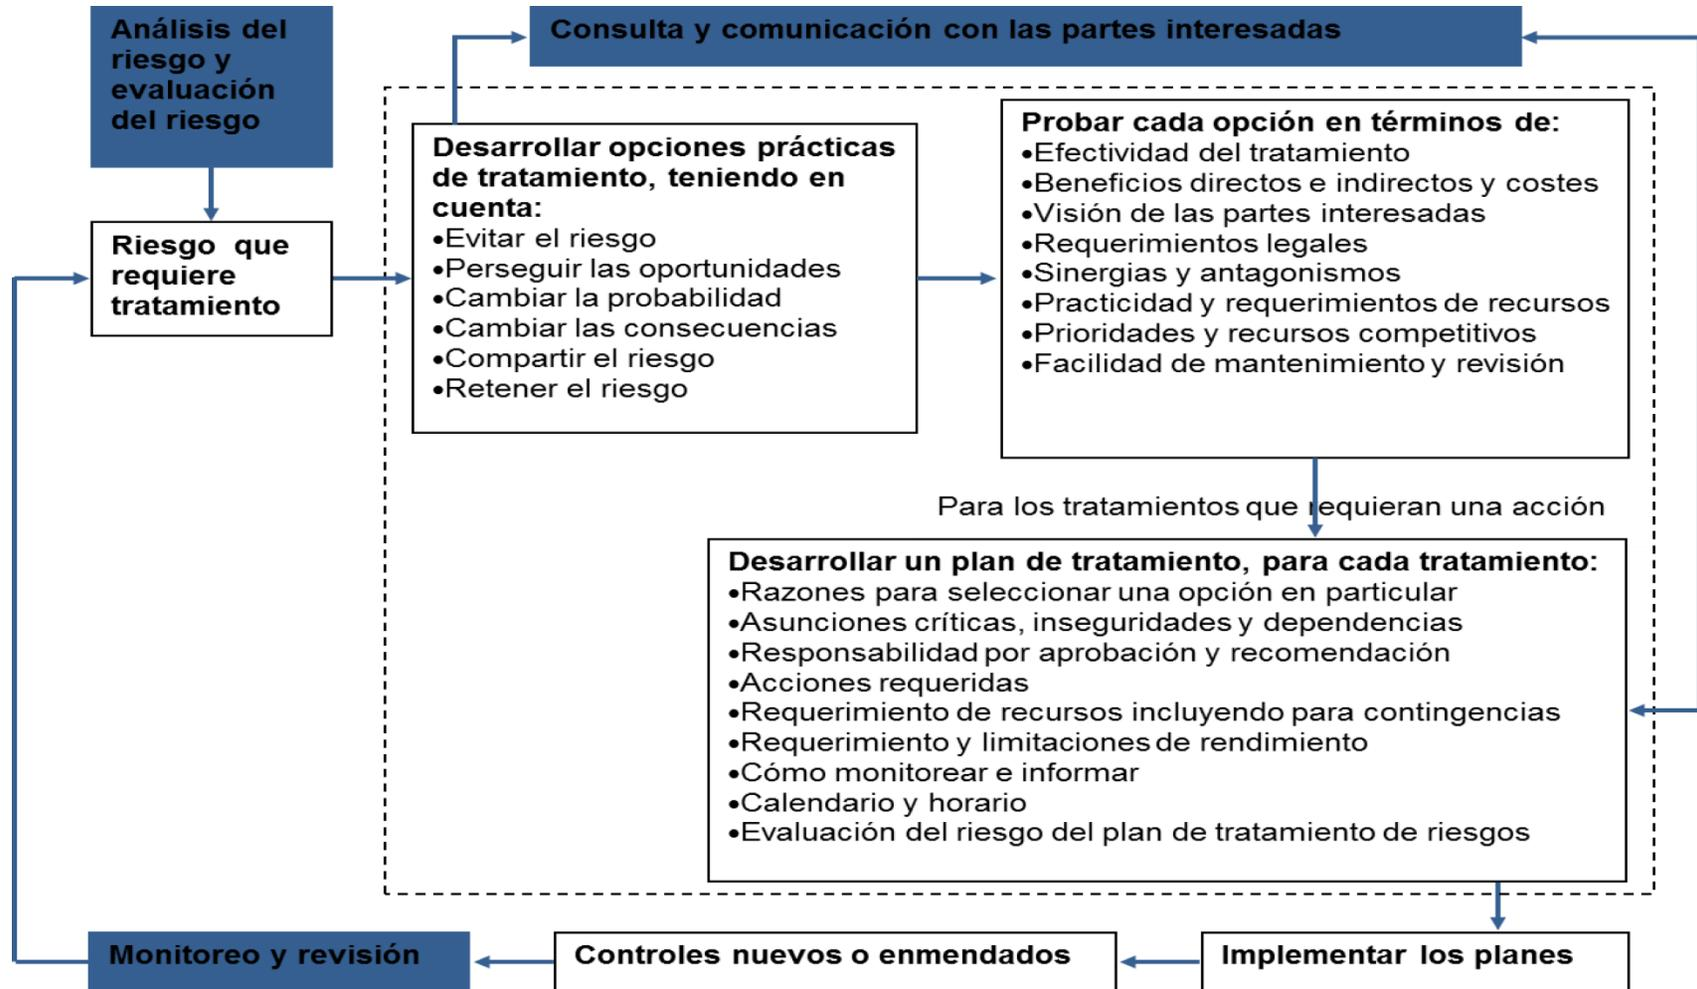 Análisis del
riesgo y
evaluación
del riesgo
Consulta y comunicación con las partes interesadas
Riesgo que
requiere
tratamiento
Desarrollar opciones prácticas
de tratamiento, teniendo en
cuenta:
•Evitar el riesgo
•Perseguir las oportunidades
•Cambiar la probabilidad
•Cambiar las consecuencias
•Compartir el riesgo
•Retener el riesgo
Probar cada opción en términos de:
•Efectividad del tratamiento
•Beneficios directos e indirectos y costes
•Visión de las partes interesadas
•Requerimientos legales
•Sinergias y antagonismos
•Practicidad y requerimientos de recursos
•Prioridades y recursos competitivos
•Facilidad de mantenimiento y revisión
Para los tratamientos que requieran una acción
Desarrollar un plan de tratamiento, para cada tratamiento:
•Razones para seleccionar una opción en particular
•Asunciones críticas, inseguridades y dependencias
•Responsabilidad por aprobación y recomendación
•Acciones requeridas
•Requerimiento de recursos incluyendo para contingencias
•Requerimiento y limitaciones de rendimiento
•Cómo monitorear e informar
•Calendario y horario
•Evaluación del riesgo del plan de tratamiento de riesgos
Implementar los planes
Controles nuevos o enmendados
Monitoreo y revisión